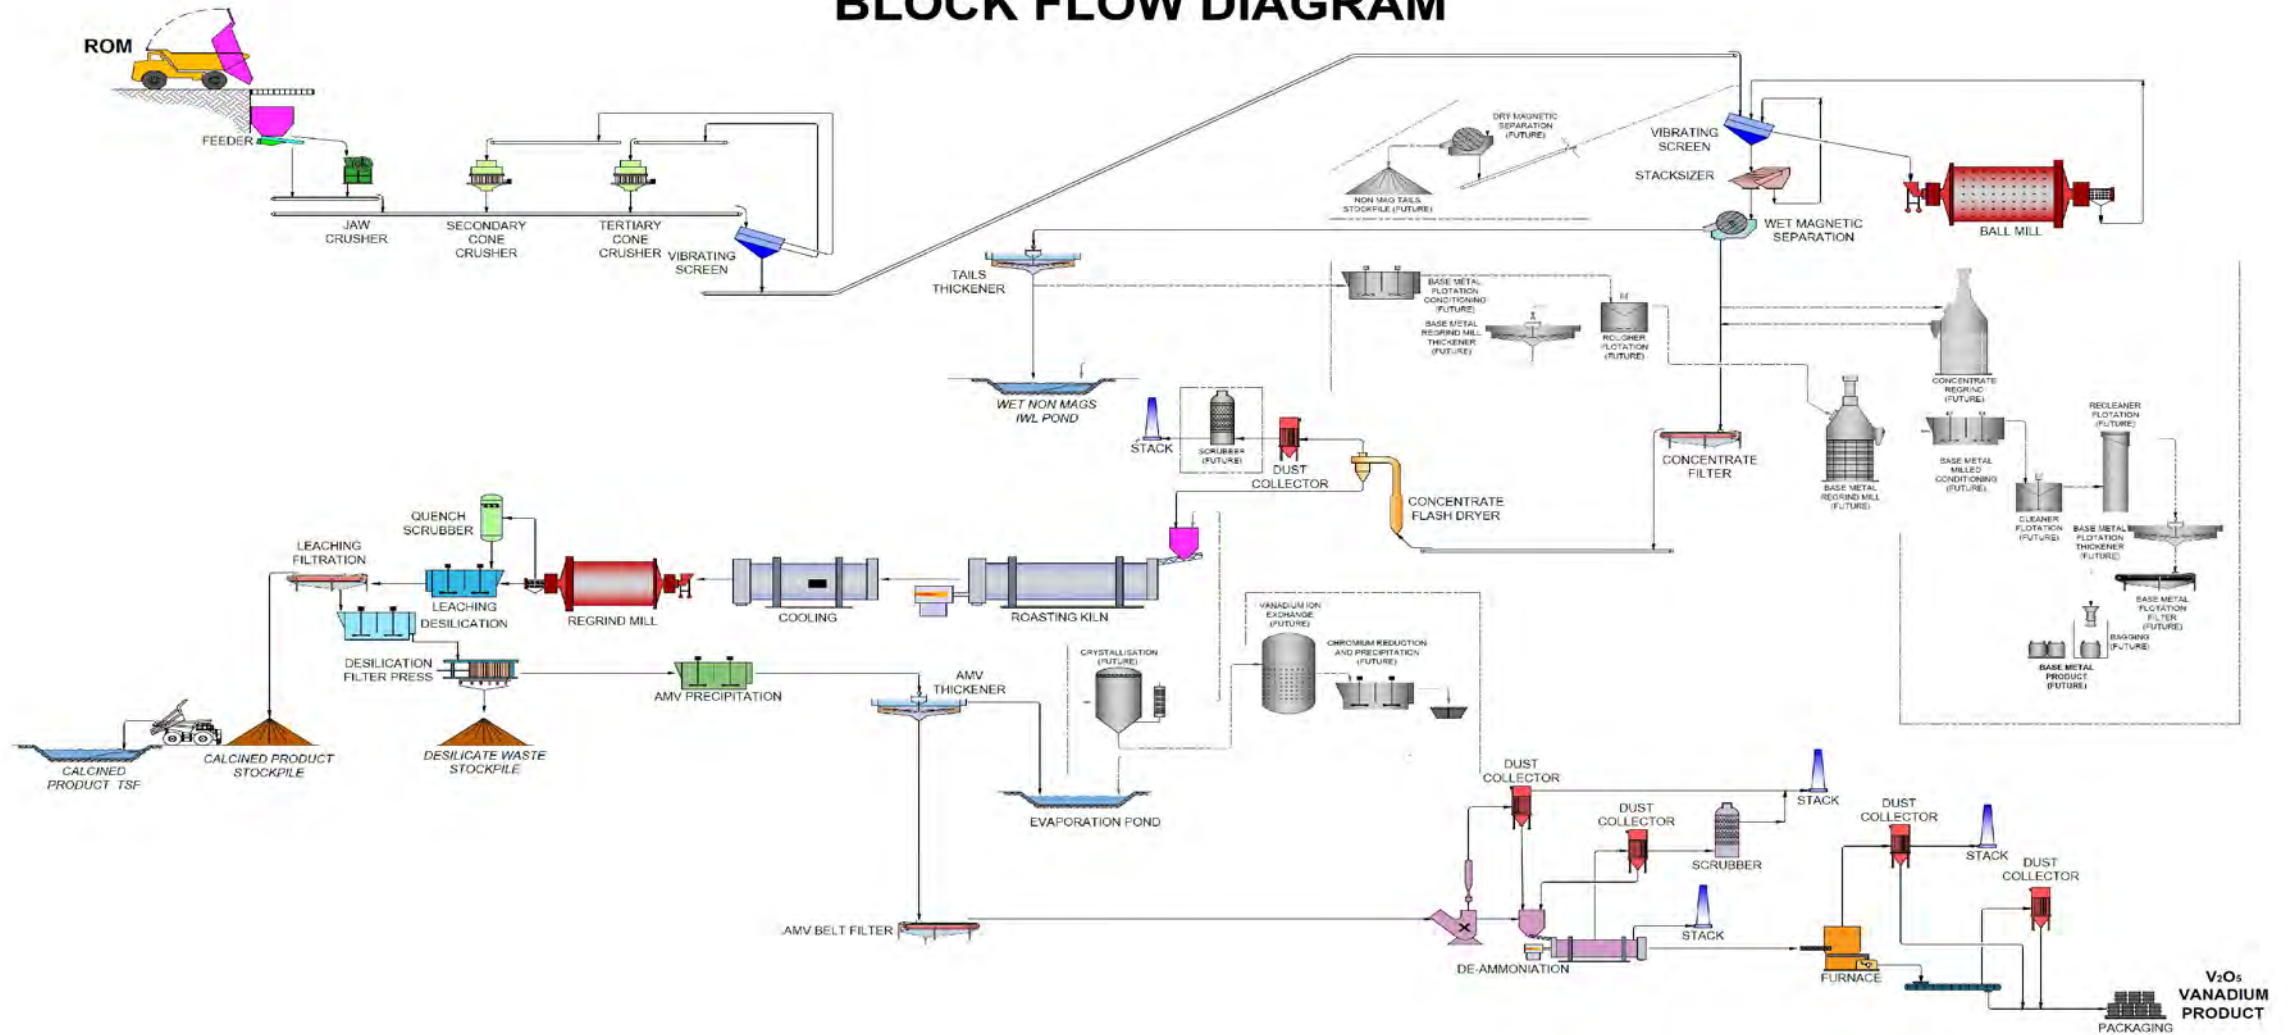 BLOCK FLOW DIAGRAM
ROM
FEEDER
JAW
CRUSHER
SECONDARY
CONE
CRUSHER
TERTIARY
CONE
CRUSHER
VIBRATING
SCREEN
DRY MAGNETIC
SEPARATION
(FUTURE)
NON MAG TAILS
STOCKPILE (FUTURE)
VIBRATING
SCREEN
STACKSIZER
WET MAGNETIC
SEPARATION
BALL MILL
TAILS
THICKENER
WET NON MAGS
IWL POND
BASE METAL
FLOTATION
CONDITIONING
(FUTURE)
BASE METAL
REGRIND MILL
THICKENER
(FUTURE)
ROUGHER
FLOTATION
(FUTURE)
BASE METAL
REGRIND MILL
(FUTURE)
CONCENTRATE
REGRIND
(FUTURE)
BASE METAL
MILLED
CONDITIONING
(FUTURE)
RECLEANER
FLOTATION
(FUTURE)
CLEANER
FLOTATION
(FUTURE)
BASE METAL
FLOTATION
THICKENER
(FUTURE)
BASE METAL
FLOTATION
FILTER
(FUTURE)
BAGGING
(FUTURE)
BASE METAL
PRODUCT
(FUTURE)
CONCENTRATE
FILTER
CONCENTRATE
FLASH DRYER
DUST
COLLECTOR
SCRUBBER
(FUTURE)
STACK
QUENCH
SCRUBBER
LEACHING
FILTRATION
LEACHING
DESILICATION
REGRIND MILL
COOLING
ROASTING KILN
DESILICATION
FILTER PRESS
AMV PRECIPITATION
AMV
THICKENER
CALCINED
PRODUCT TSF
CALCINED PRODUCT
STOCKPILE
DESILICATE WASTE
STOCKPILE
CRYSTALLISATION
(FUTURE)
VANADIUM ION
EXCHANGE
(FUTURE)
CHROMIUM REDUCTION
AND PRECIPITATION
(FUTURE)
EVAPORATION POND
AMV BELT FILTER
DUST
COLLECTOR
DUST
COLLECTOR
SCRUBBER
STACK
STACK
DE-AMMONIATION
DUST
COLLECTOR
STACK
DUST
COLLECTOR
FURNACE
V2O5
VANADIUM
PRODUCT
PACKAGING